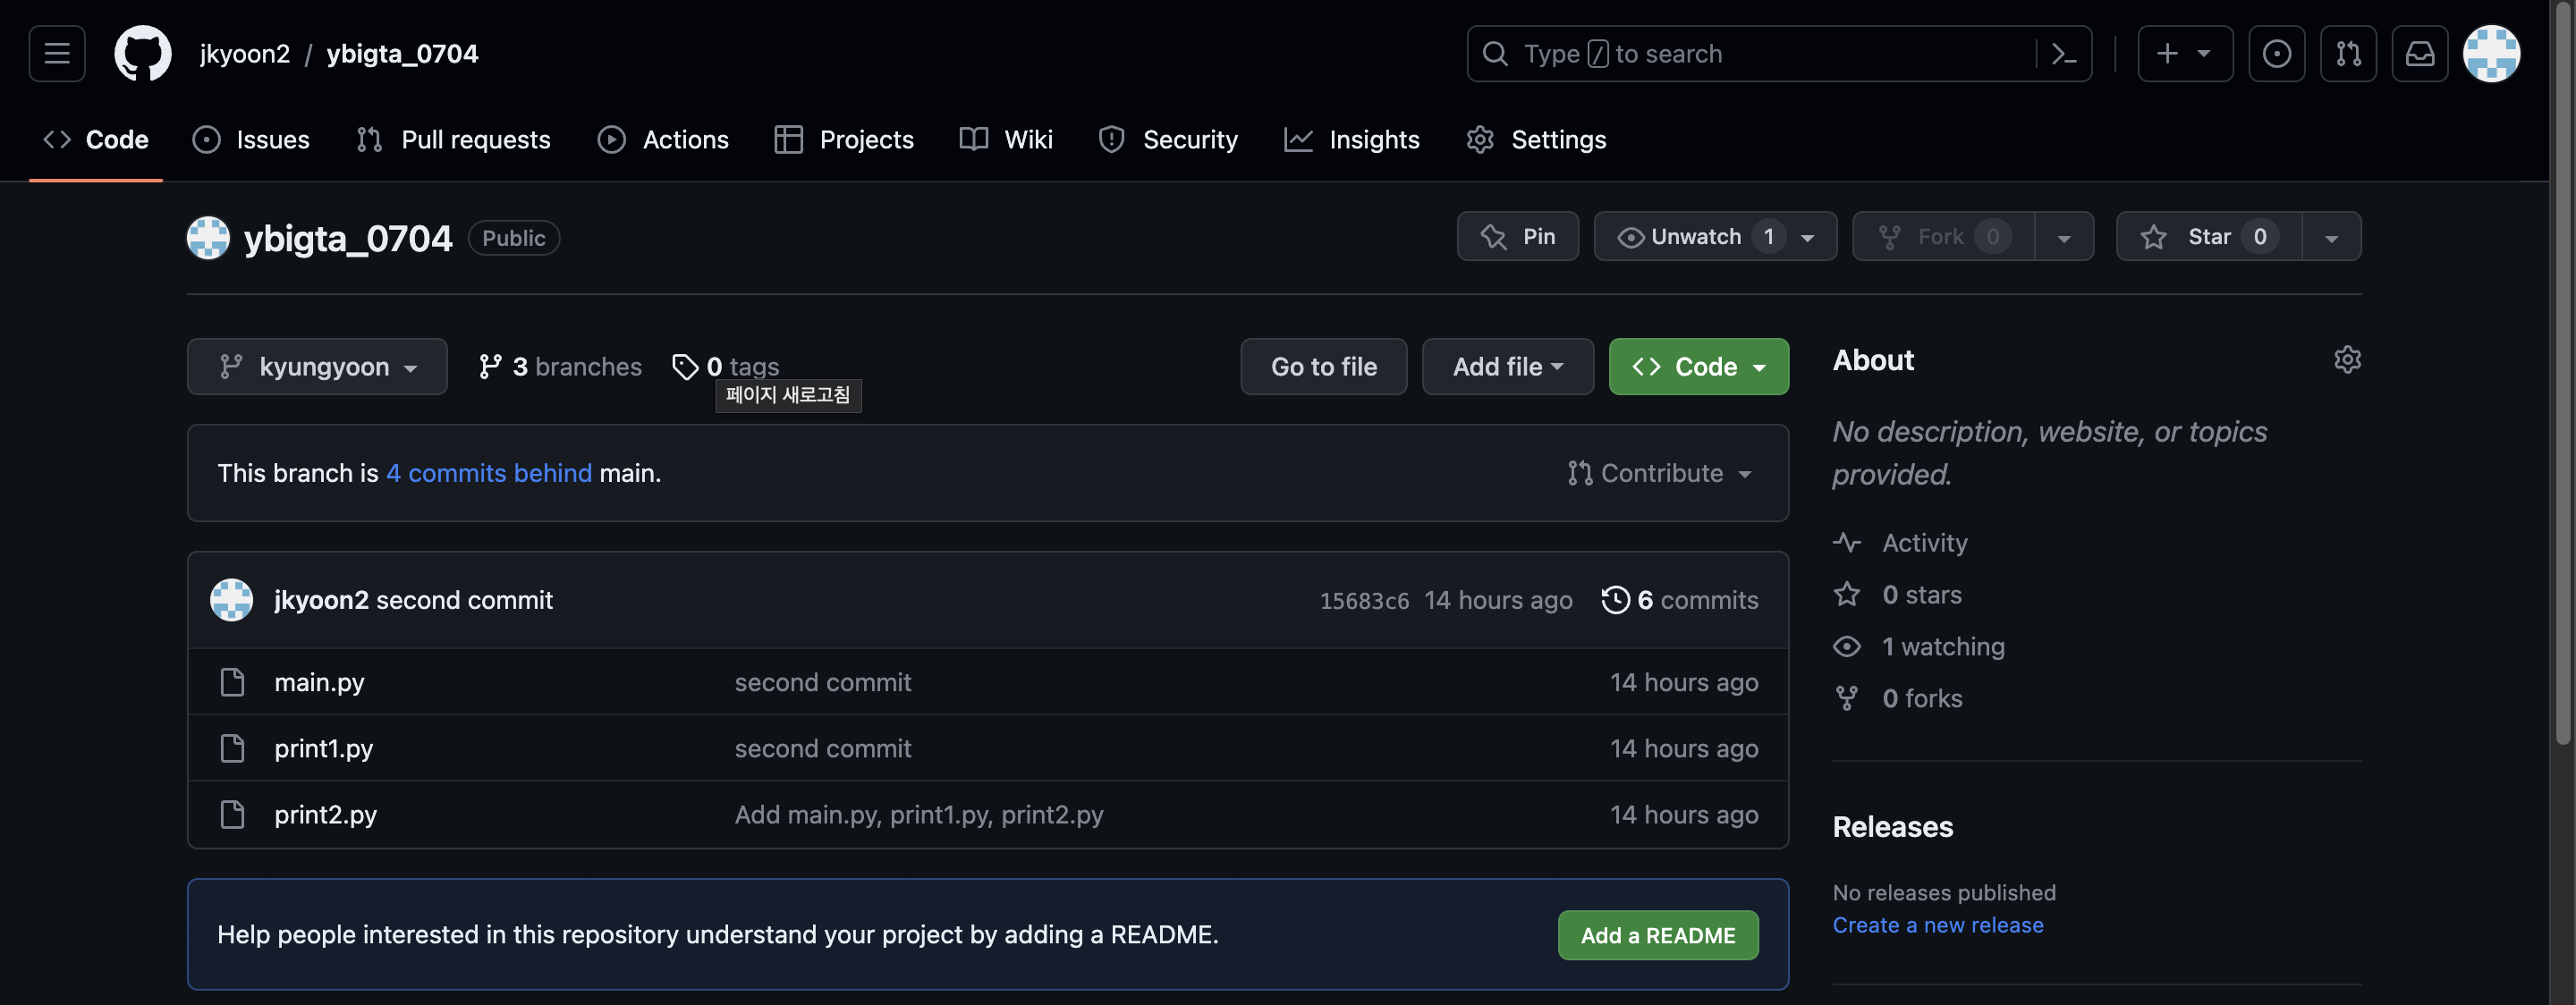 jkyoon2 / ybigta_0704
Type / to search
Code Issues Pull requests Actions Projects Wiki Security Insights Settings
ybigta_0704 Public
Pin Unwatch 1 Fork 0 Star 0
kyungyoon 3 branches 0 tags
페이지 새로고침
Go to file Add file Code
This branch is 4 commits behind main.
Contribute
jkyoon2 second commit 15683c6 14 hours ago 6 commits
main.py second commit 14 hours ago
print1.py second commit 14 hours ago
print2.py Add main.py, print1.py, print2.py 14 hours ago
Help people interested in this repository understand your project by adding a README.
Add a README
About
No description, website, or topics
provided.
Activity
0 stars
1 watching
0 forks
Releases
No releases published
Create a new release